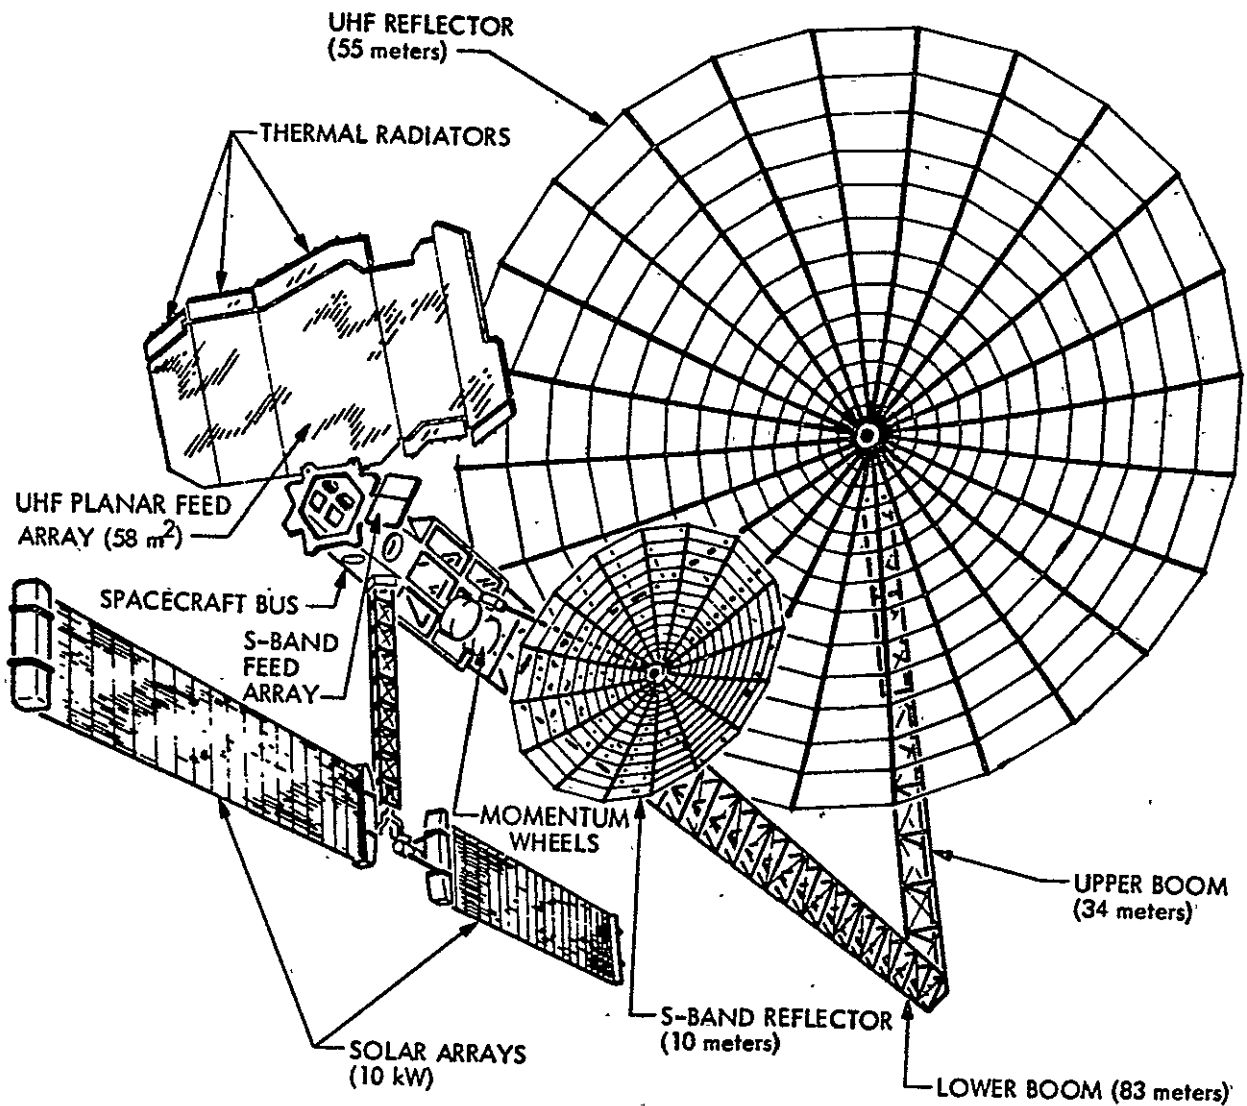 UHF REFLECTOR
(55 meters)
THERMAL RADIATORS
UHF PLANAR FEED
ARRAY (58 m²)
SPACECRAFT BUS
S-BAND
FEED
ARRAY
MOMENTUM
WHEELS
UPPER BOOM
(34 meters)
S-BAND REFLECTOR
(10 meters)
SOLAR ARRAYS
(10 kW)
LOWER BOOM (83 meters)